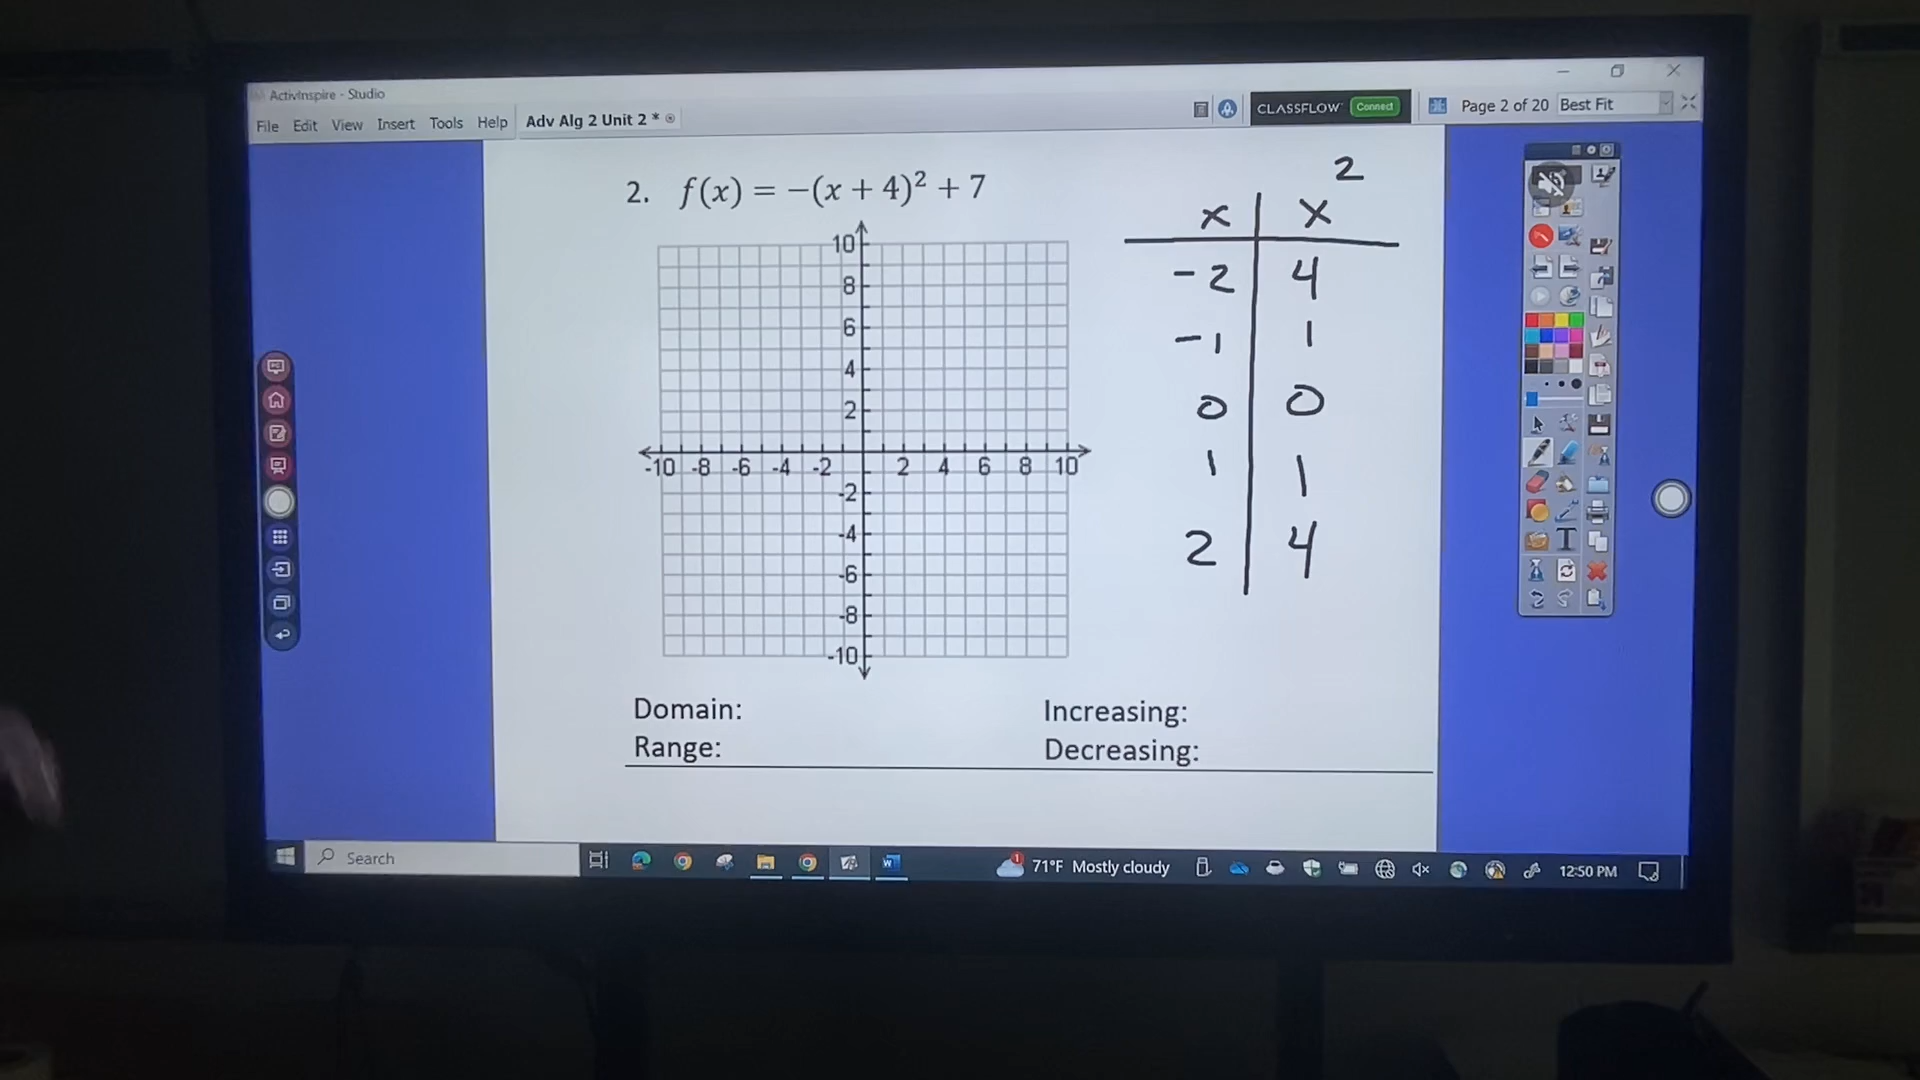 ActivInspire - Studio
File Edit View Insert Tools Help Adv Alg 2 Unit 2 *
CLASSFLOW Connect Page 2 of 20 Best Fit
2. f(x) = −(x + 4)² + 7
x | x²
-2 | 4
-1 | 1
0 | 0
1 | 1
2 | 4
10
8
6
4
2
-10 -8 -6 -4 -2 2 4 6 8 10
-2
-4
-6
-8
-10
Domain: Increasing:
Range: Decreasing:
Search 1 71°F Mostly cloudy 12:50 PM